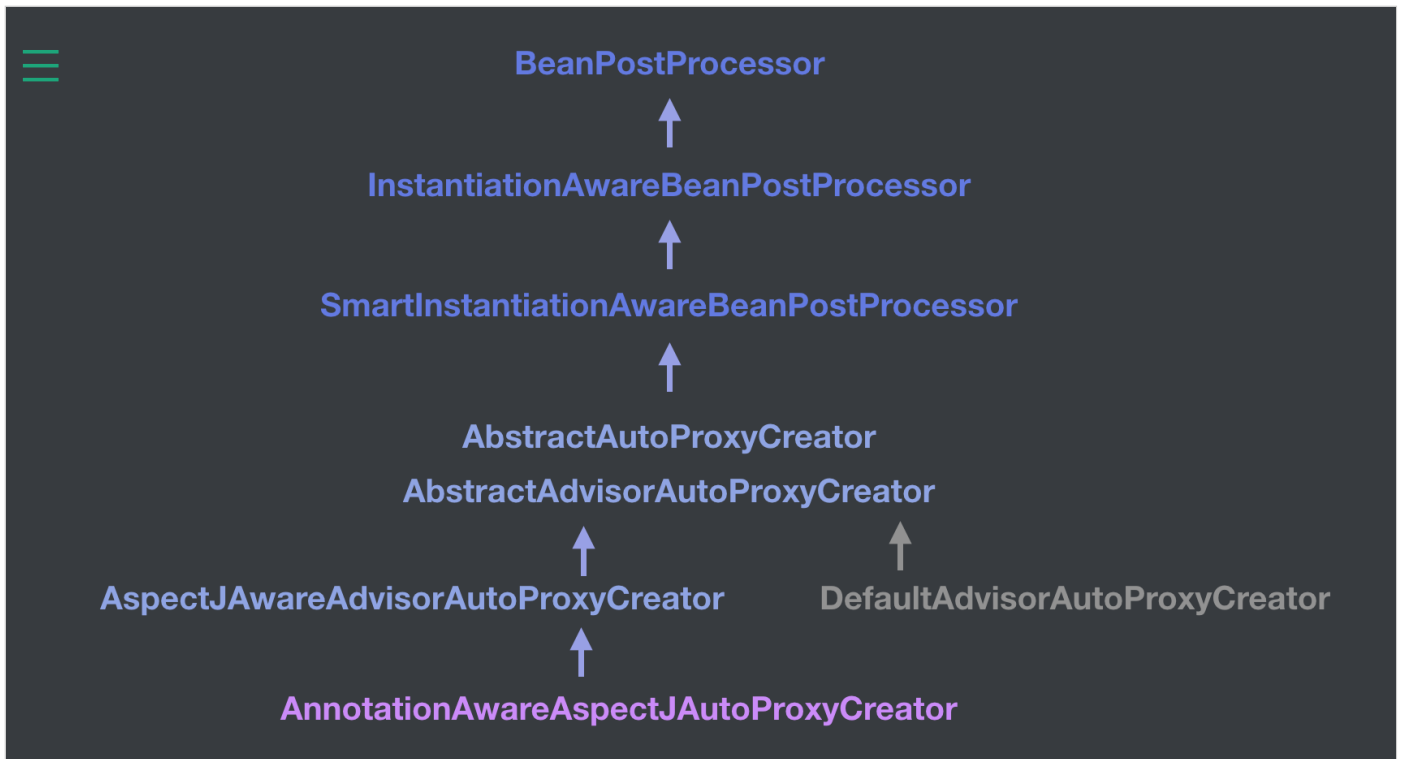 BeanPostProcessor
InstantiationAwareBeanPostProcessor
SmartInstantiationAwareBeanPostProcessor
AbstractAutoProxyCreator
AbstractAdvisorAutoProxyCreator
AspectJAwareAdvisorAutoProxyCreator DefaultAdvisorAutoProxyCreator
AnnotationAwareAspectJAutoProxyCreator